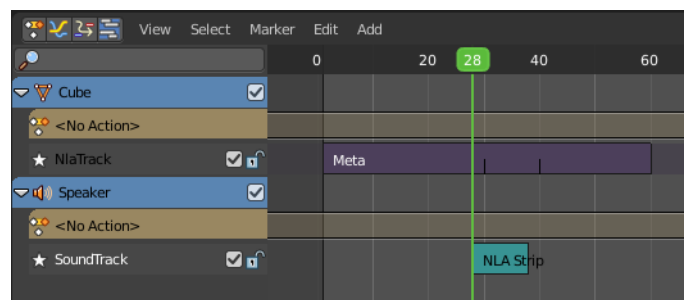 View Select Marker Edit Add
0 20 28 40 60
Cube
<No Action>
NlaTrack Meta
Speaker
<No Action>
SoundTrack NLA Strip